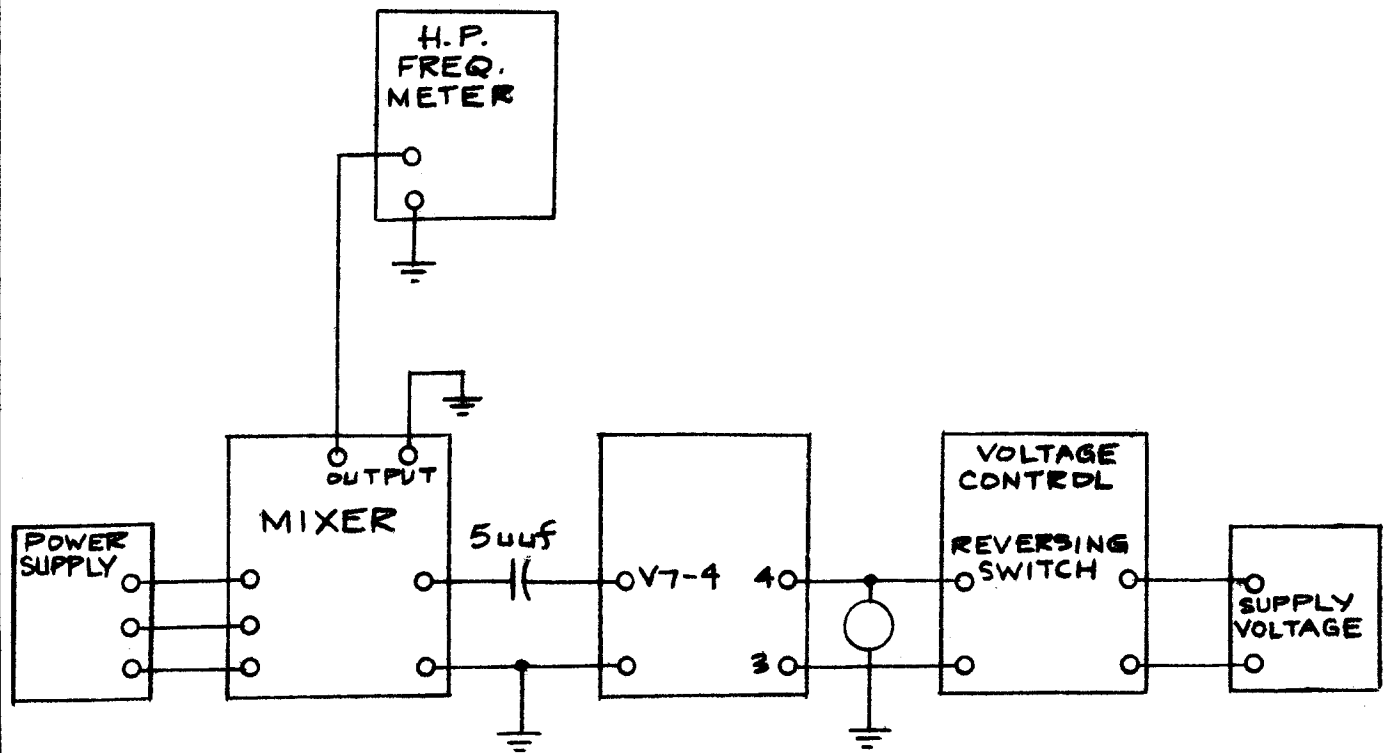 H.P.
FREQ.
METER
OUTPUT
MIXER
POWER
SUPPLY
5uuf
V7-4
4
3
VOLTAGE
CONTROL
REVERSING
SWITCH
SUPPLY
VOLTAGE